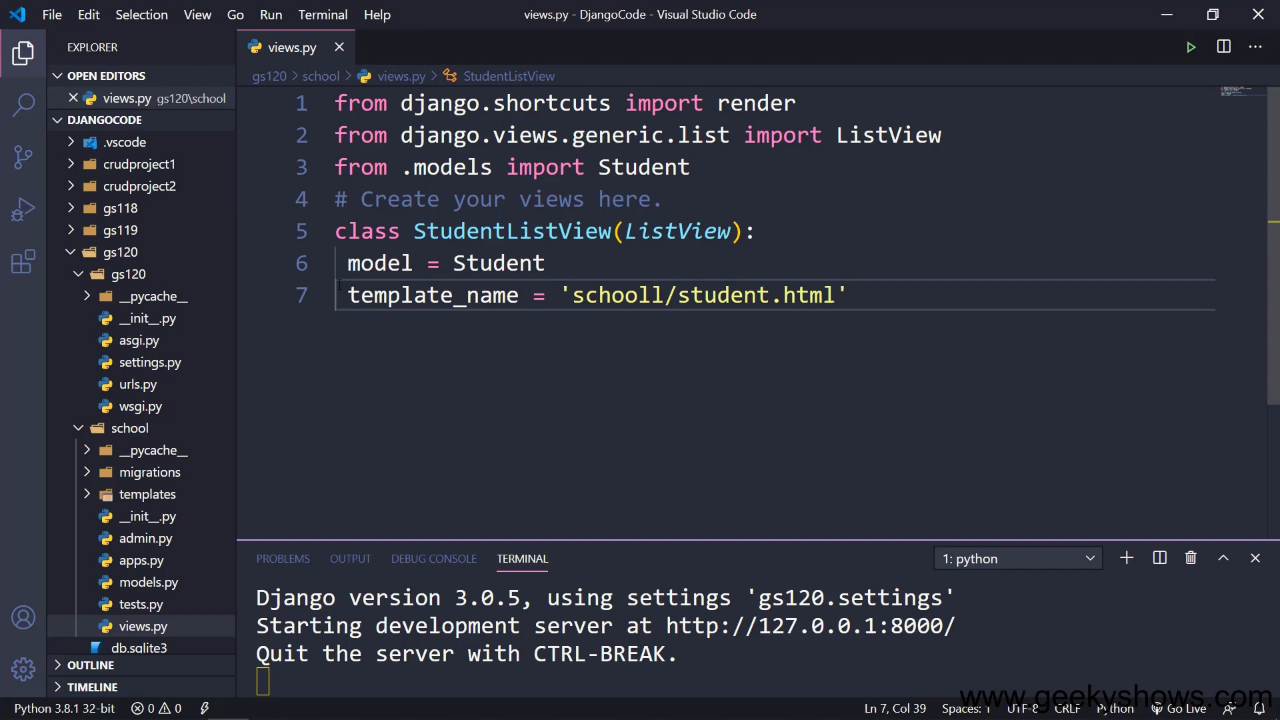 File Edit Selection View Go Run Terminal Help
views.py - DjangoCode - Visual Studio Code
EXPLORER
OPEN EDITORS
views.py gs120\school
DJANGOCODE
.vscode
crudproject1
crudproject2
gs118
gs119
gs120
gs120
__pycache__
__init__.py
asgi.py
settings.py
urls.py
wsgi.py
school
__pycache__
migrations
templates
__init__.py
admin.py
apps.py
models.py
tests.py
views.py
db.sqlite3
OUTLINE
TIMELINE
views.py
gs120 > school > views.py > StudentListView
1 from django.shortcuts import render
2 from django.views.generic.list import ListView
3 from .models import Student
4 # Create your views here.
5 class StudentListView(ListView):
6 model = Student
7 template_name = 'schooll/student.html'
PROBLEMS OUTPUT DEBUG CONSOLE TERMINAL 1: python
Django version 3.0.5, using settings 'gs120.settings'
Starting development server at http://127.0.0.1:8000/
Quit the server with CTRL-BREAK.
www.geekyshows.com
Python 3.8.1 32-bit 0 0 Ln 7, Col 39 Spaces: 1 UTF-8 CRLF Python Go Live